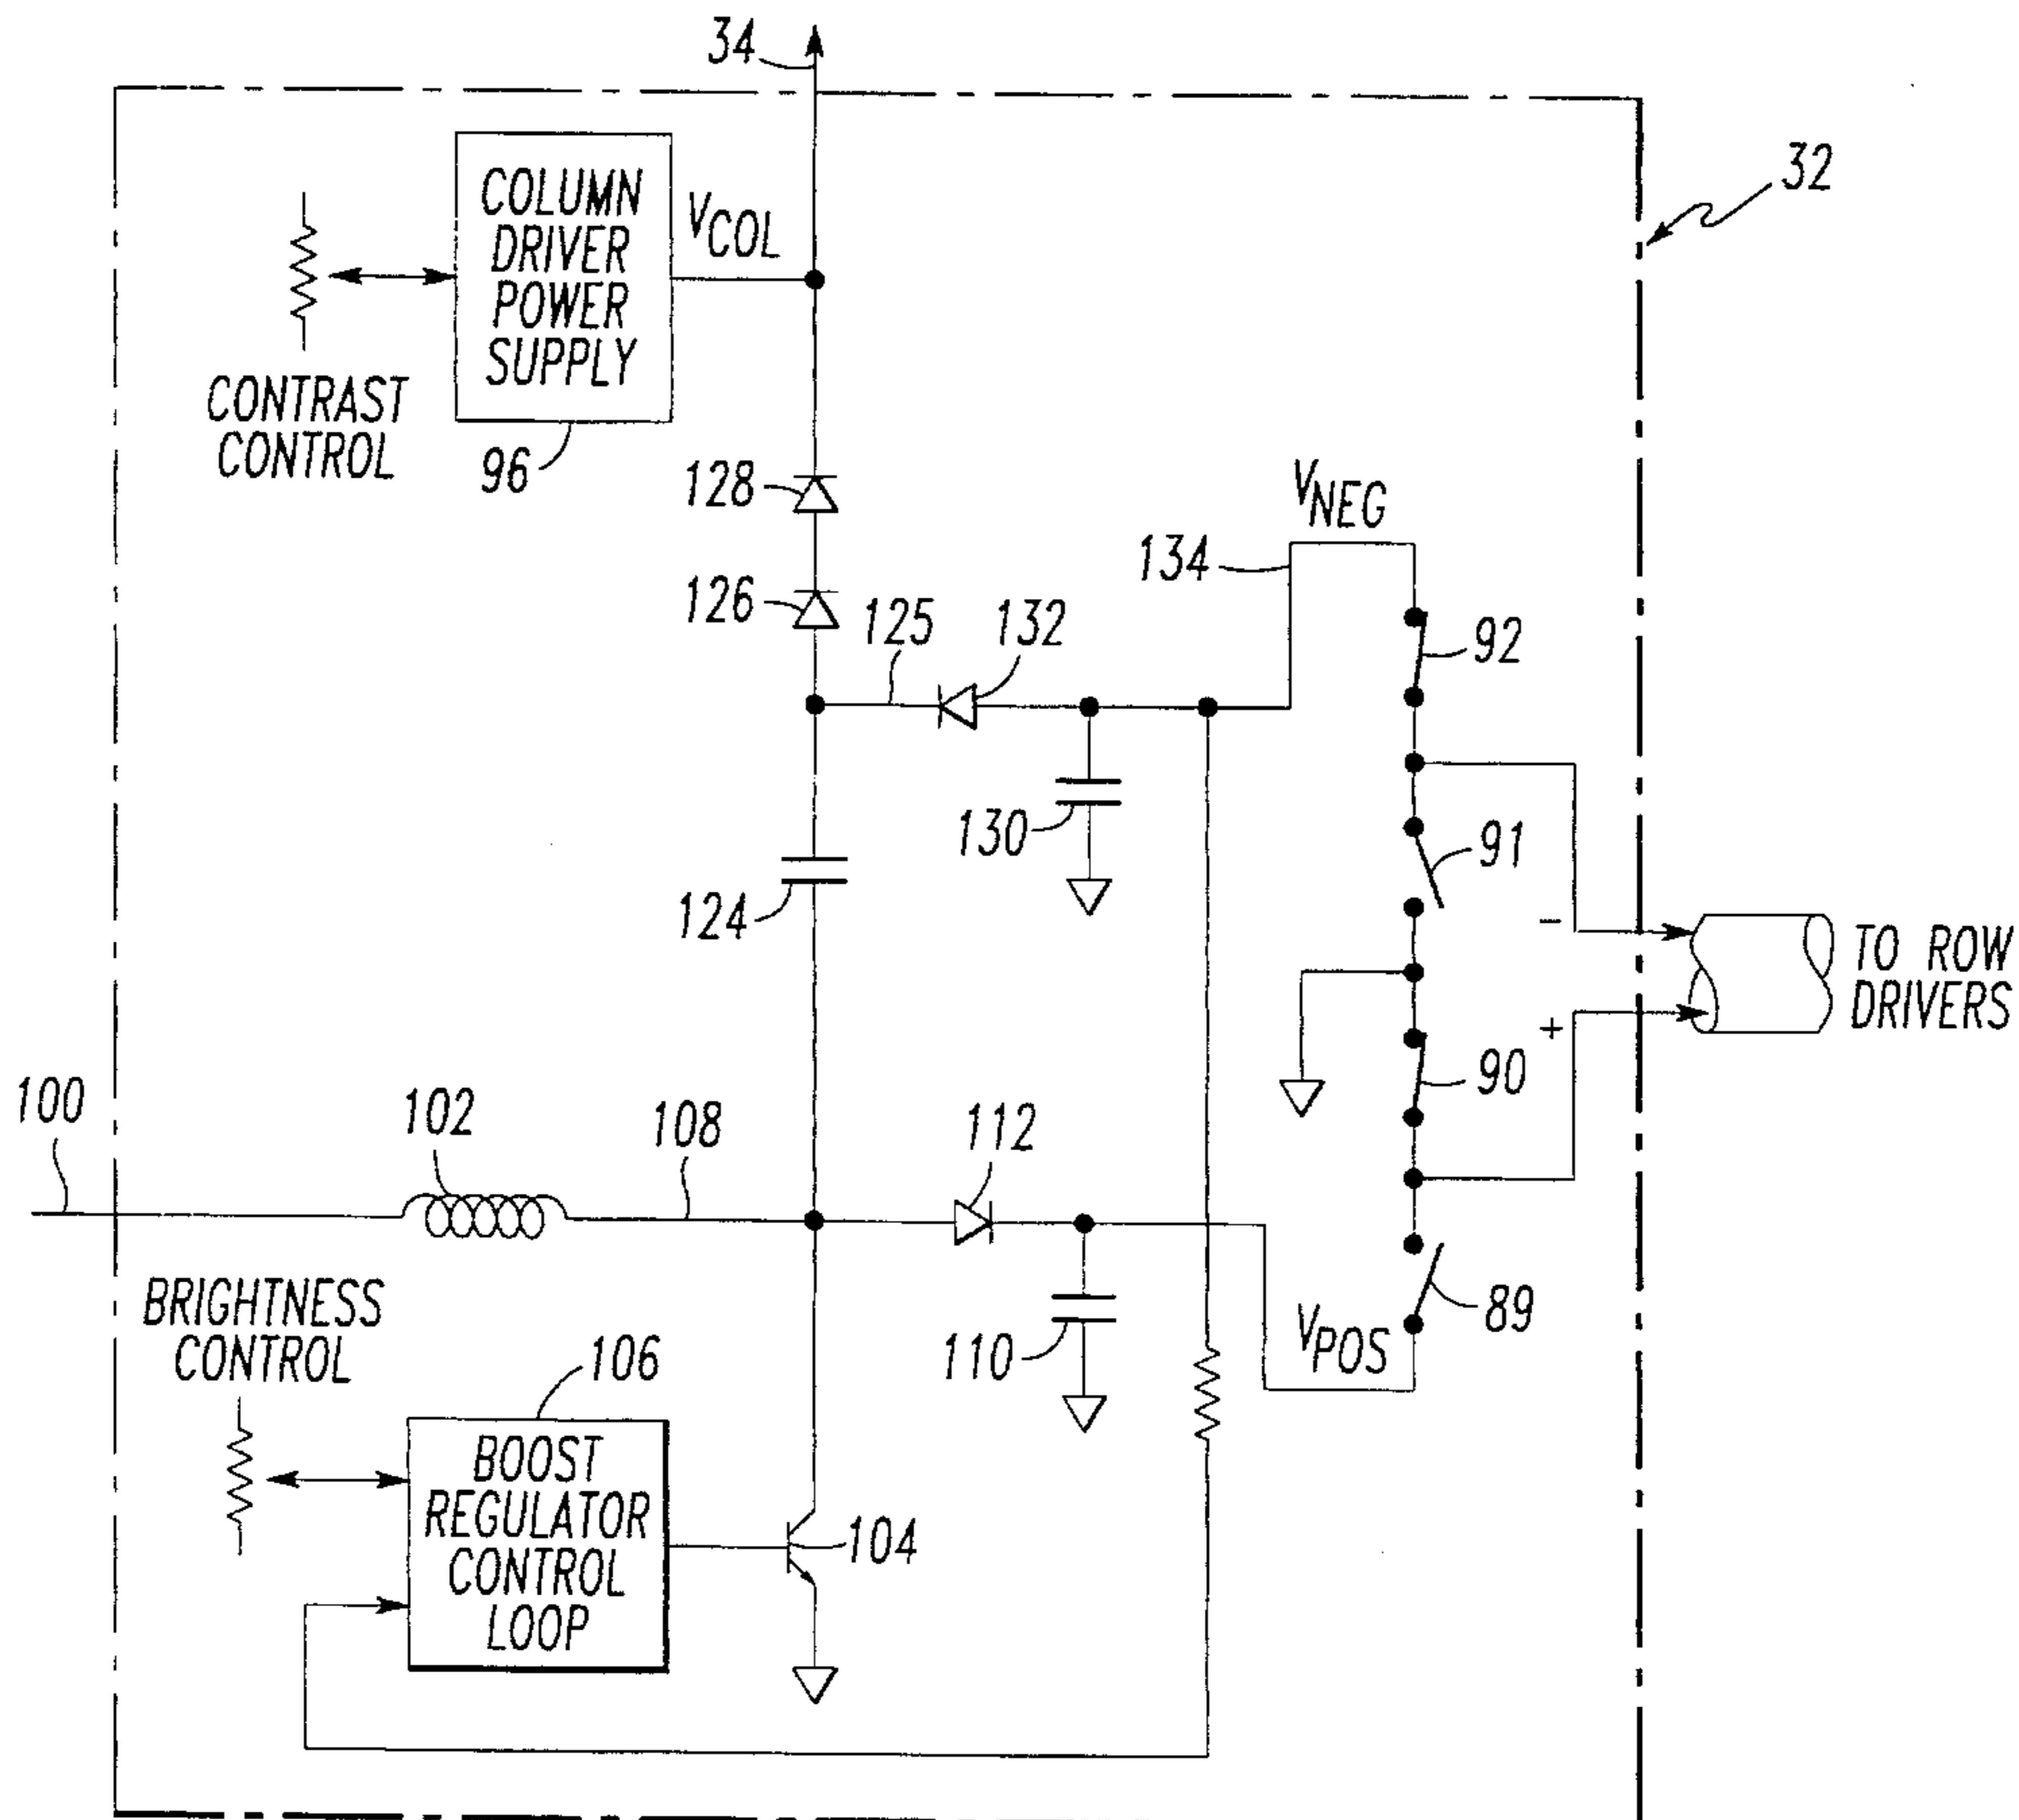 34
32
COLUMN
DRIVER
POWER
SUPPLY
VCOL
CONTRAST
CONTROL
96
128
VNEG
134
126
125
132
92
130
91
124
−
TO ROW
DRIVERS
+
90
100
102
108
112
BRIGHTNESS
CONTROL
89
VPOS
106
110
BOOST
REGULATOR
CONTROL
LOOP
104